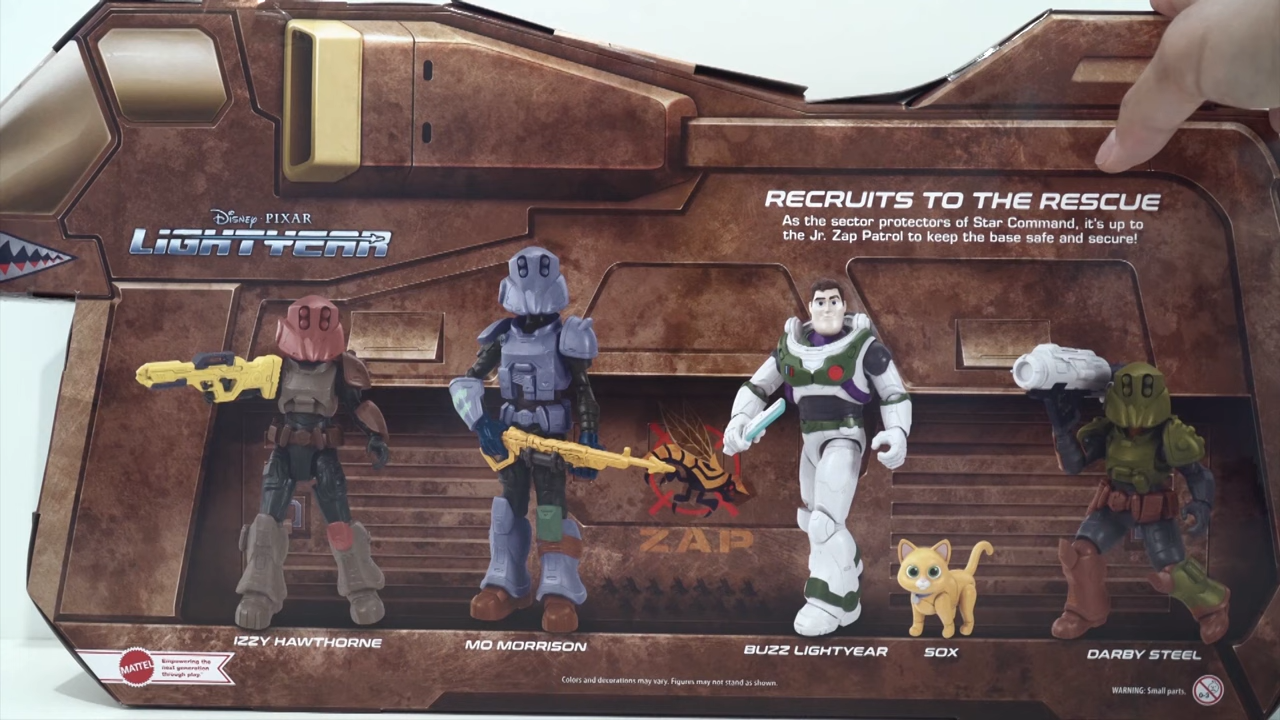 Disney · PIXAR
LIGHTYEAR
RECRUITS TO THE RESCUE
As the sector protectors of Star Command, it's up to
the Jr. Zap Patrol to keep the base safe and secure!
ZAP
IZZY HAWTHORNE
MO MORRISON
BUZZ LIGHTYEAR
SOX
DARBY STEEL
MATTEL
Empowering the
next generation
through play.
Colors and decorations may vary. Figures may not stand as shown.
WARNING: Small parts.